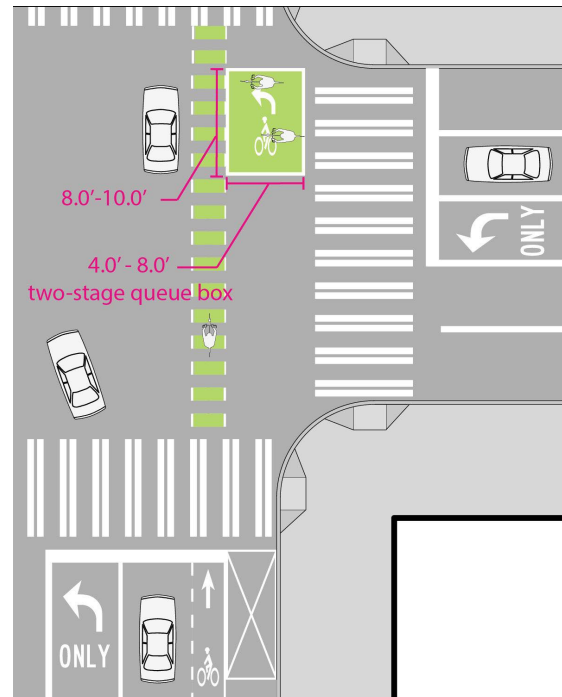 8.0’-10.0’
4.0’ - 8.0’
two-stage queue box
ONLY
ONLY